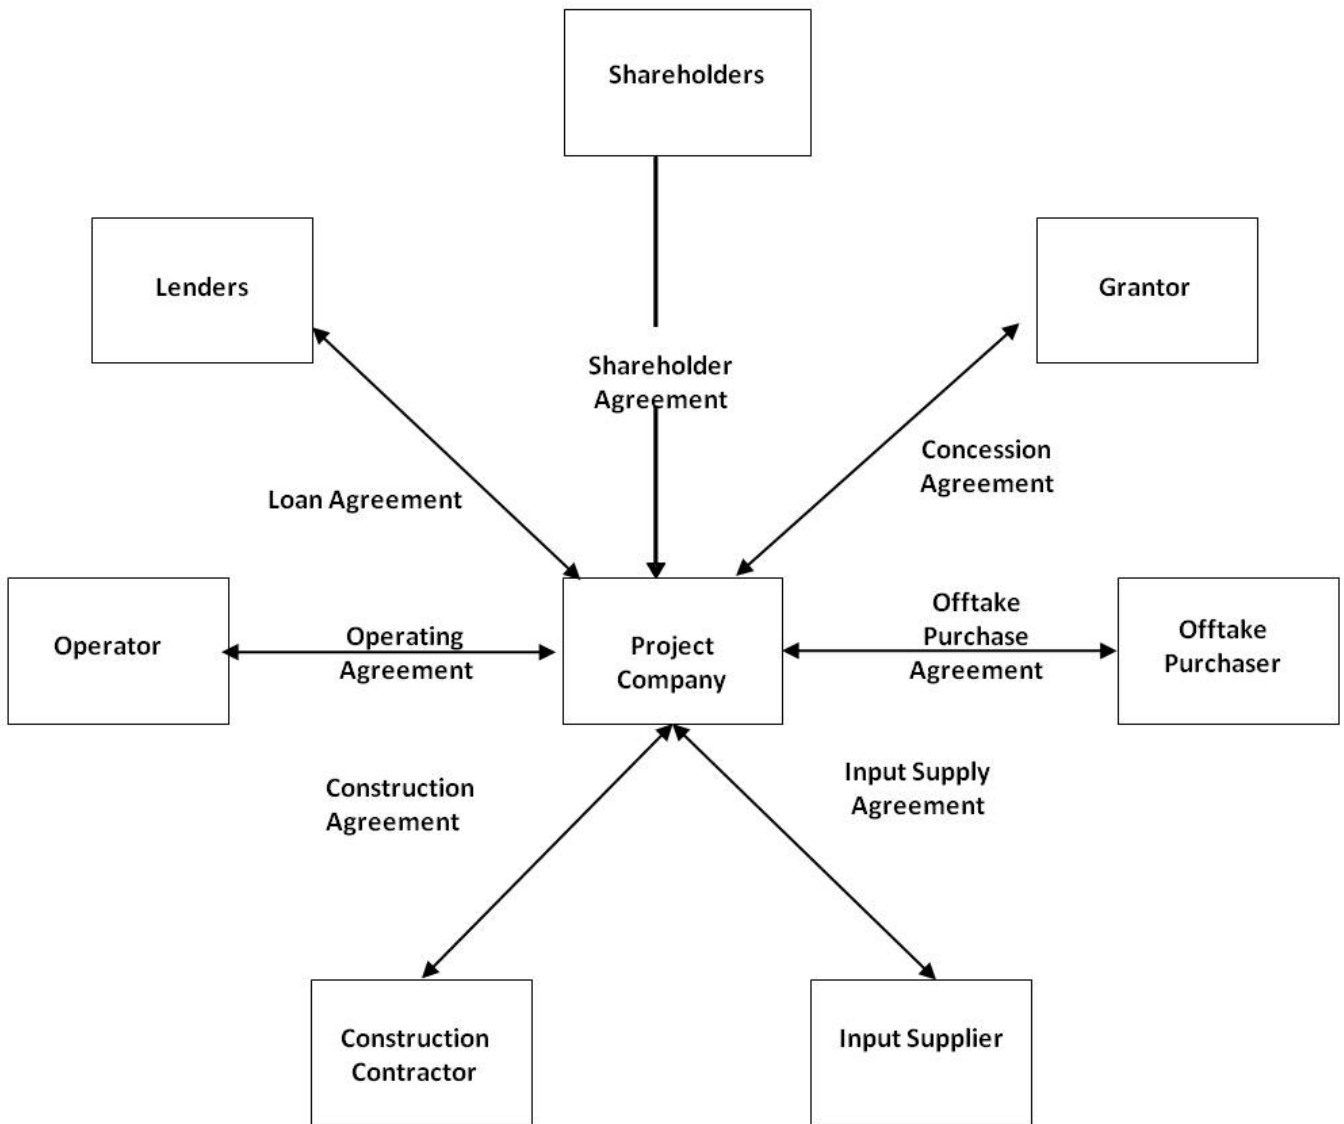 Shareholders
Lenders
Grantor
Shareholder
Agreement
Concession
Agreement
Loan Agreement
Operator
Operating
Agreement
Project
Company
Offtake
Purchase
Agreement
Offtake
Purchaser
Construction
Agreement
Input Supply
Agreement
Construction
Contractor
Input Supplier